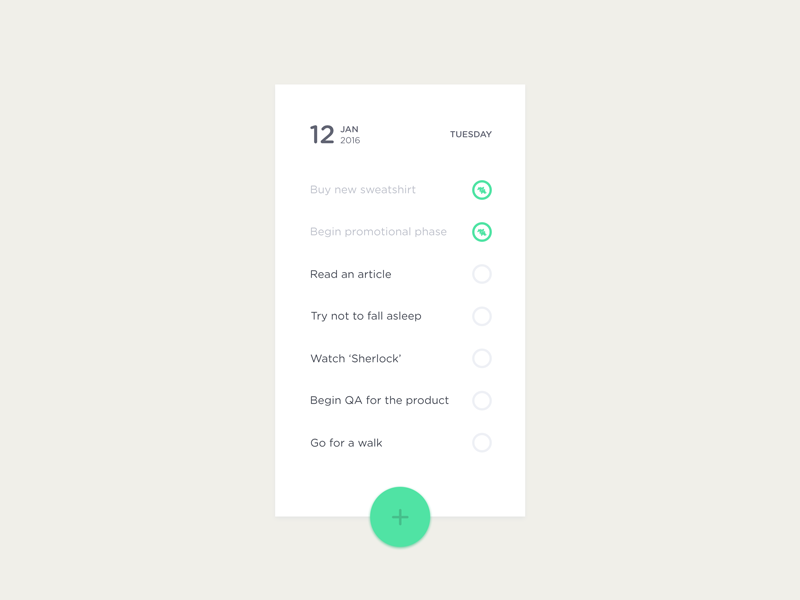 12 JAN
2016
TUESDAY
Buy new sweatshirt
Begin promotional phase
Read an article
Try not to fall asleep
Watch ‘Sherlock’
Begin QA for the product
Go for a walk
+